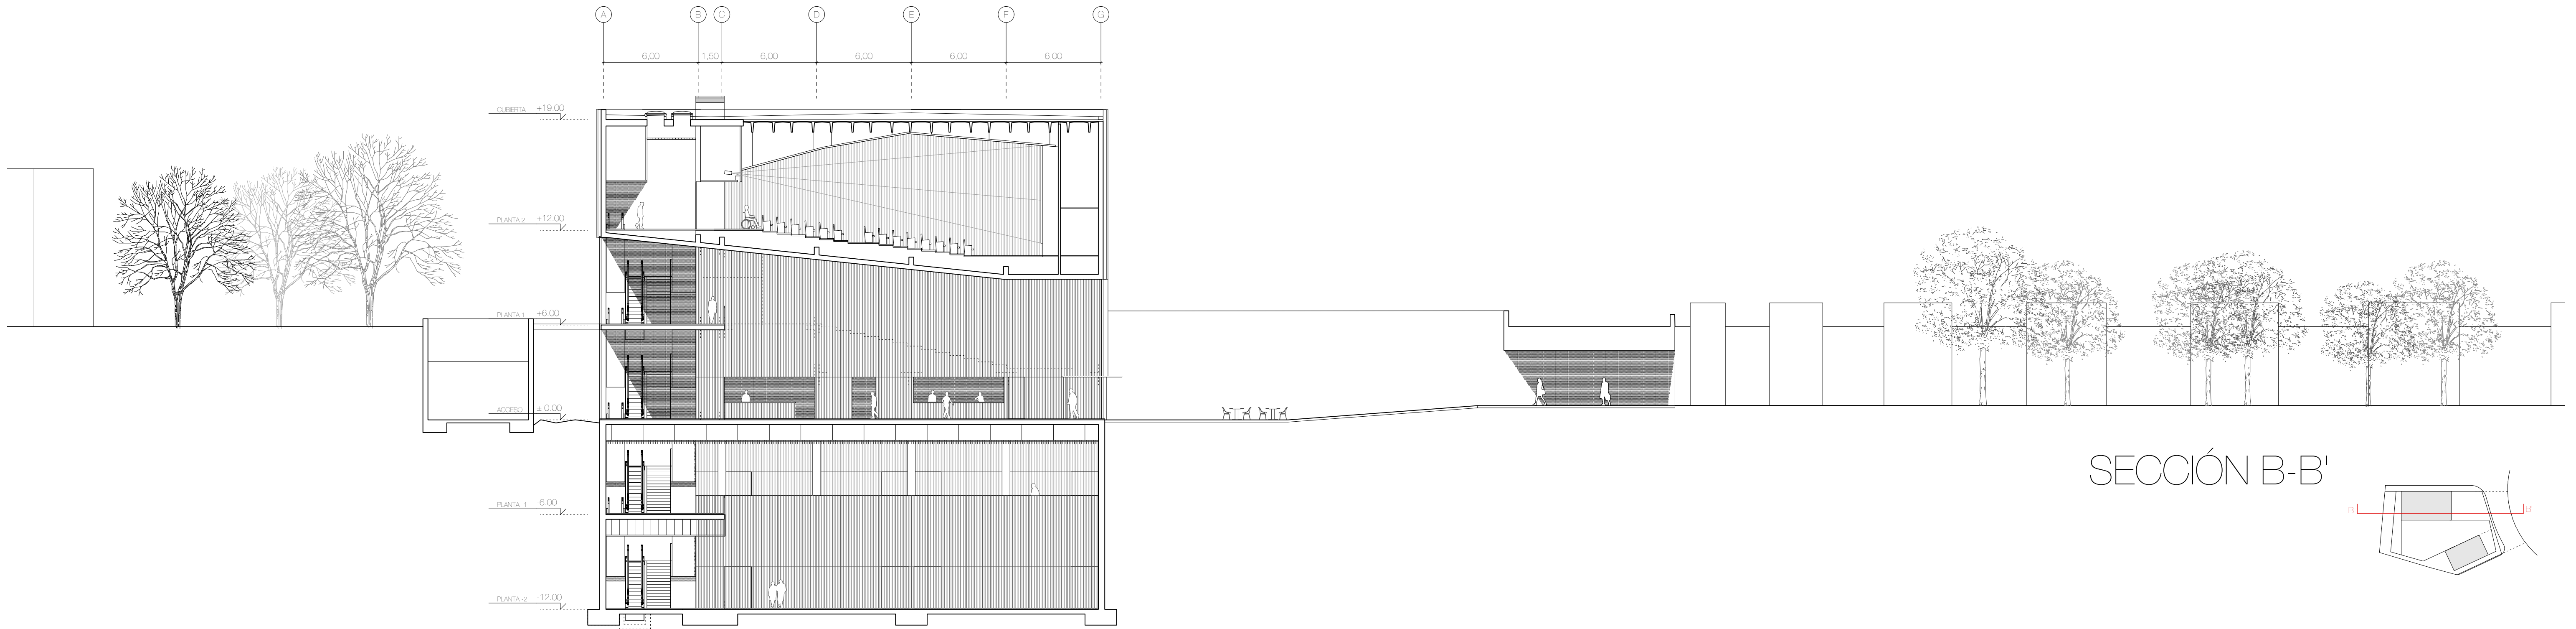 A B C D E F G
6,00 1,50 6,00 6,00 6,00 6,00
CUBIERTA +19.00
PLANTA 2 +12.00
PLANTA 1 +6.00
ACCESO ± 0.00
PLANTA -1 -6.00
PLANTA -2 -12.00
SECCIÓN B-B'
B B'